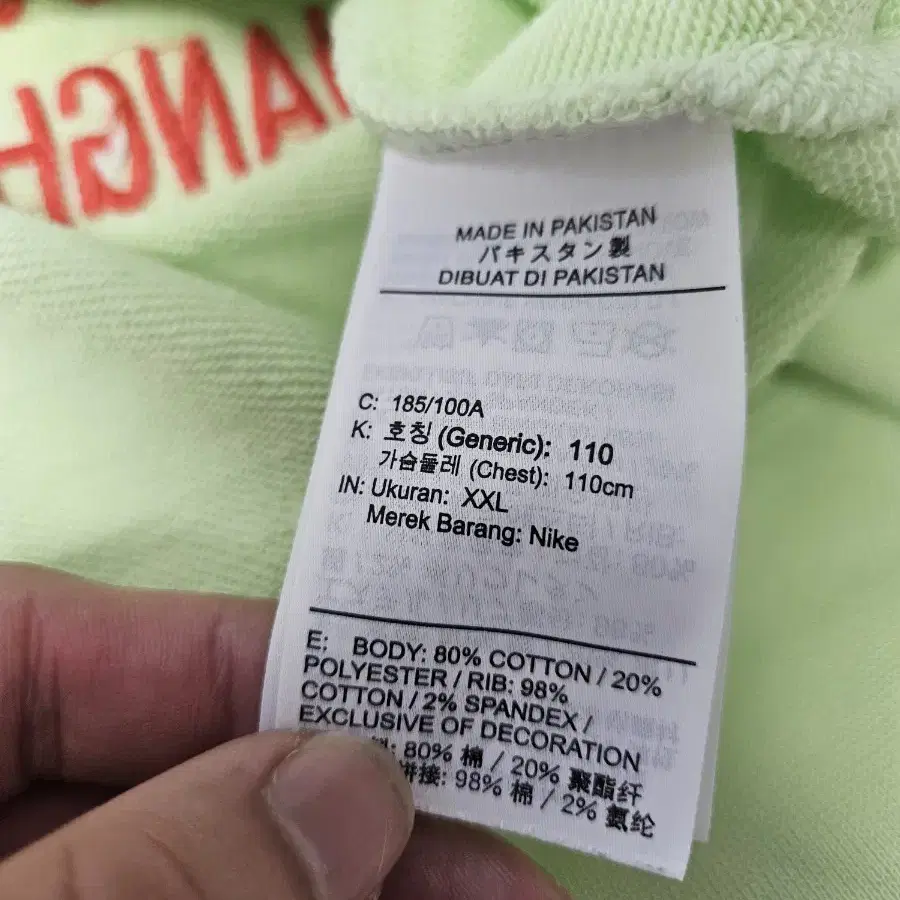 MADE IN PAKISTAN
パキスタン製
DIBUAT DI PAKISTAN
C: 185/100A
K: 호칭 (Generic): 110
가슴둘레 (Chest): 110cm
IN: Ukuran: XXL
Merek Barang: Nike
E: BODY: 80% COTTON / 20%
POLYESTER / RIB: 98%
COTTON / 2% SPANDEX /
EXCLUSIVE OF DECORATION
80% 棉 / 20% 聚酯纤
拼接: 98% 棉 / 2% 氨纶